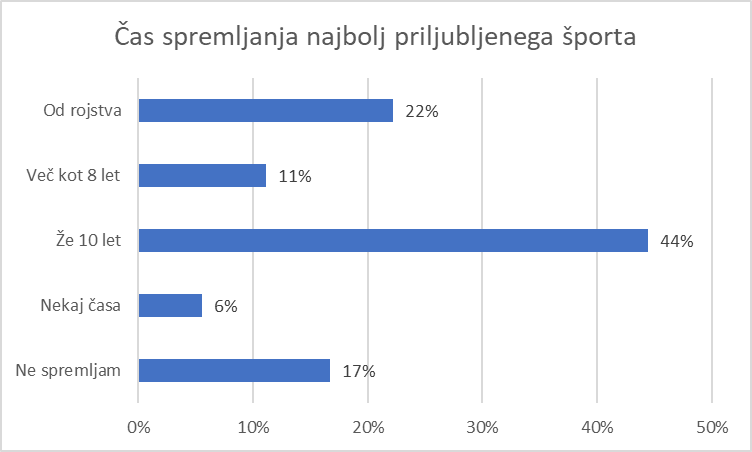 Čas spremljanja najbolj priljubljenega športa
Od rojstva 22%
Več kot 8 let 11%
Že 10 let 44%
Nekaj časa 6%
Ne spremljam 17%
0% 10% 20% 30% 40% 50%